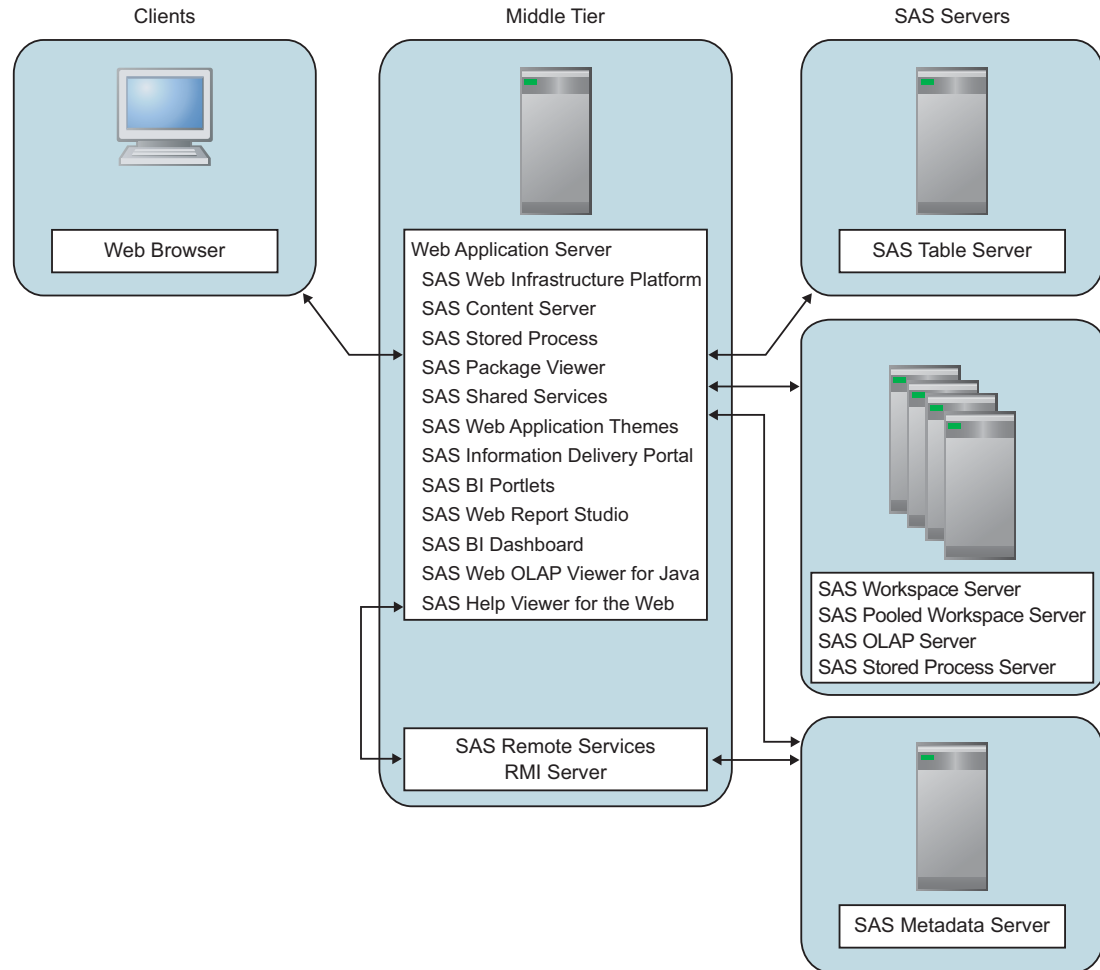 Clients
Middle Tier
SAS Servers
Web Browser
Web Application Server
SAS Web Infrastructure Platform
SAS Content Server
SAS Stored Process
SAS Package Viewer
SAS Shared Services
SAS Web Application Themes
SAS Information Delivery Portal
SAS BI Portlets
SAS Web Report Studio
SAS BI Dashboard
SAS Web OLAP Viewer for Java
SAS Help Viewer for the Web
SAS Remote Services
RMI Server
SAS Table Server
SAS Workspace Server
SAS Pooled Workspace Server
SAS OLAP Server
SAS Stored Process Server
SAS Metadata Server